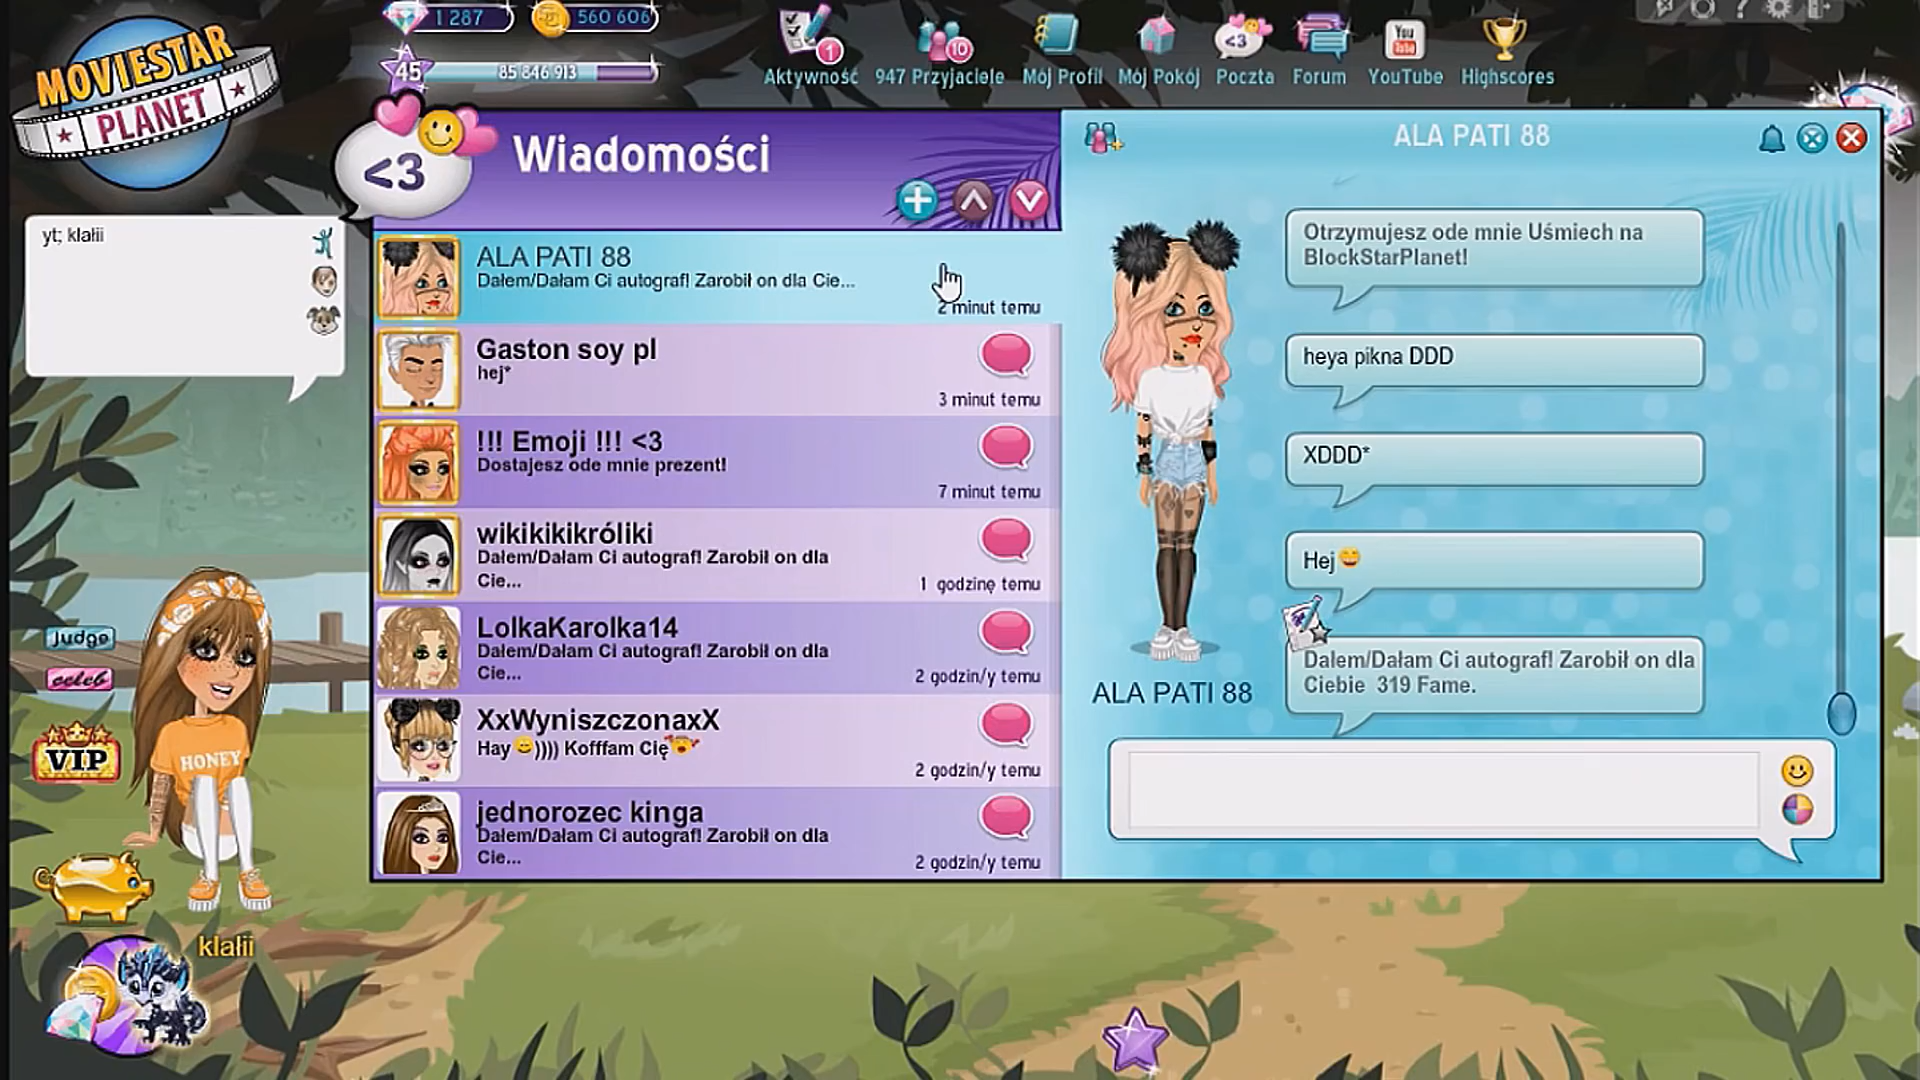 MOVIESTAR
PLANET
1 287
560 606
45
85 846 913
1
Aktywność
10
947 Przyjaciele
Mój Profil
Mój Pokój
<3
Poczta
Forum
You
Tube
YouTube
Highscores
<3
Wiadomości
yt; klałii
ALA PATI 88
Dałem/Dałam Ci autograf! Zarobił on dla Cie...
2 minut temu
Gaston soy pl
hej*
3 minut temu
!!! Emoji !!! <3
Dostajesz ode mnie prezent!
7 minut temu
wikikikikróliki
Dałem/Dałam Ci autograf! Zarobił on dla
Cie...
1 godzinę temu
LolkaKarolka14
Dałem/Dałam Ci autograf! Zarobił on dla
Cie...
2 godzin/y temu
XxWyniszczonaxX
Hay😄)))) Kofffam Cię
2 godzin/y temu
jednorozec kinga
Dałem/Dałam Ci autograf! Zarobił on dla
Cie...
2 godzin/y temu
ALA PATI 88
Otrzymujesz ode mnie Uśmiech na
BlockStarPlanet!
heya pikna DDD
XDDD*
Hej😄
Dałem/Dałam Ci autograf! Zarobił on dla
Ciebie 319 Fame.
ALA PATI 88
judge
celeb
VIP
HONEY
klałii